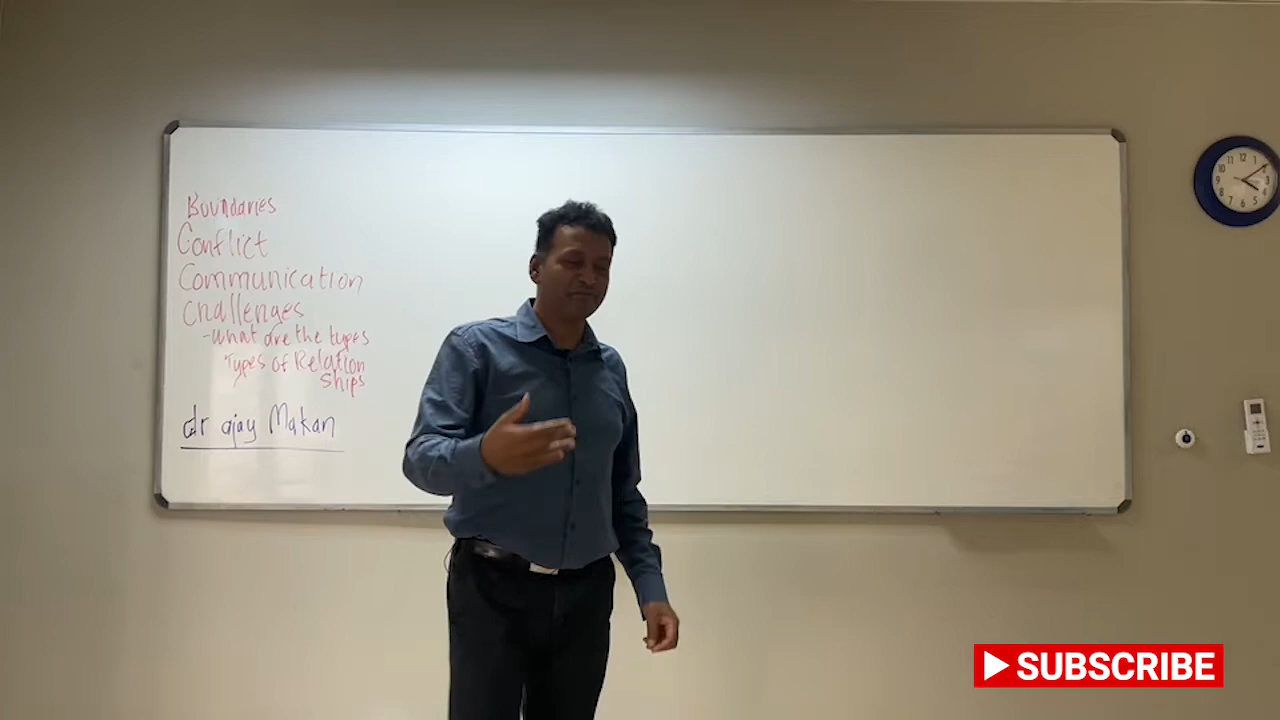 Boundaries
Conflict
Communication
Challenges
-What are the types
Types of Relation
ships
dr ajay Makan
SUBSCRIBE